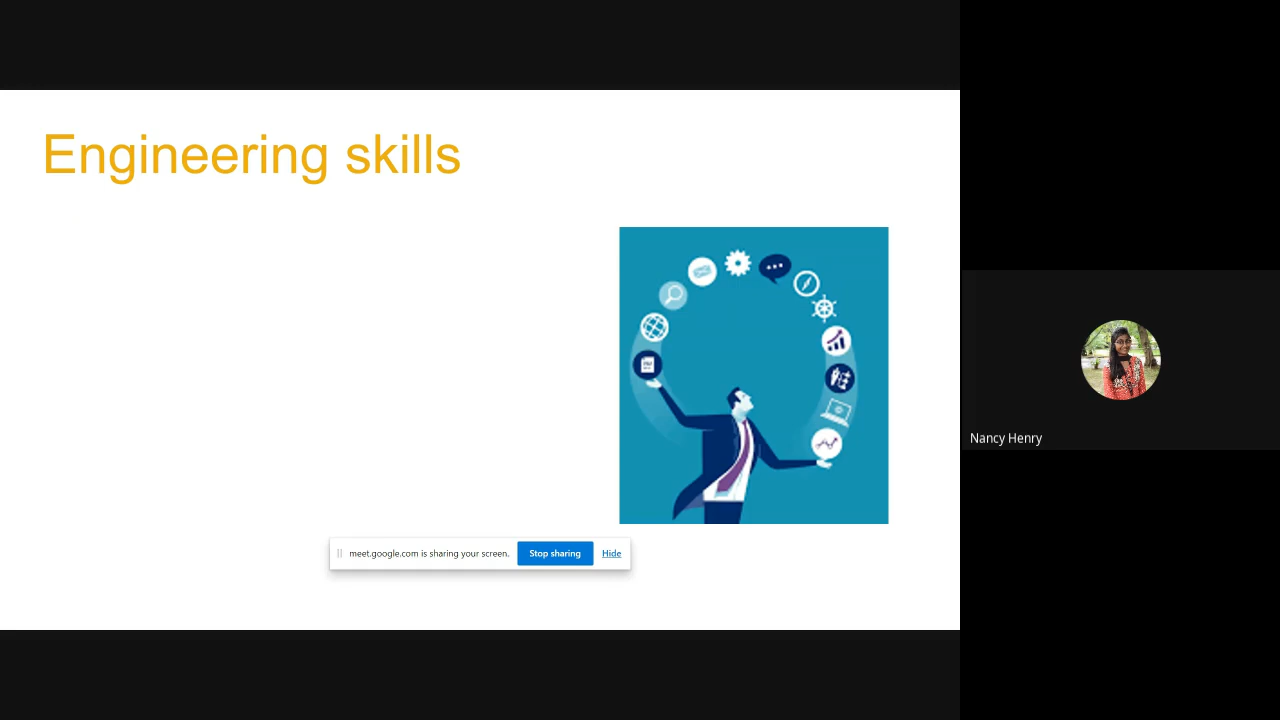 Engineering skills
meet.google.com is sharing your screen. Stop sharing Hide
Nancy Henry